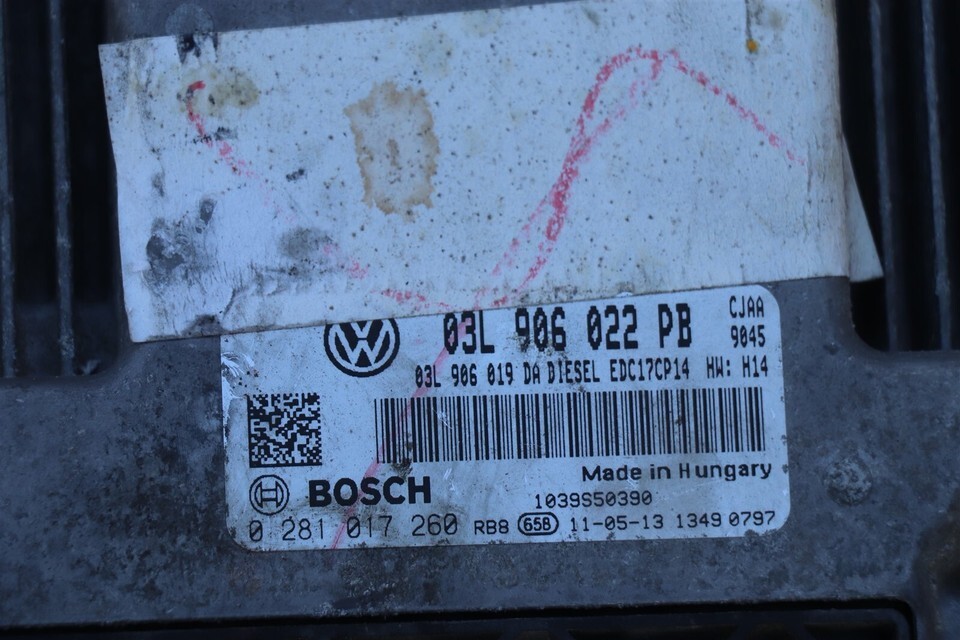 03L 906 022 PB
CJAA
9045
03L 906 019 DA DIESEL EDC17CP14 HW: H14
Made in Hungary
BOSCH
1039S50390
0 281 017 260 RB8 65B 11-05-13 1349 0797